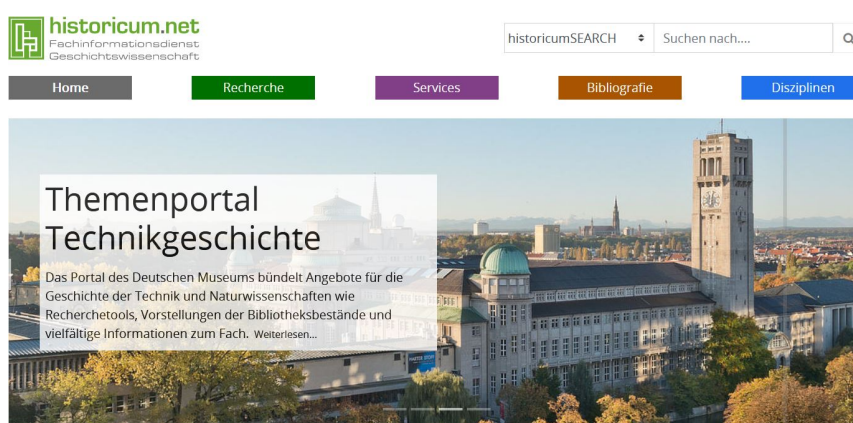 historicum.net
Fachinformationsdienst
Geschichtswissenschaft
historicumSEARCH
Suchen nach....
Home
Recherche
Services
Bibliografie
Disziplinen
Themenportal
Technikgeschichte
Das Portal des Deutschen Museums bündelt Angebote für die
Geschichte der Technik und Naturwissenschaften wie
Recherchetools, Vorstellungen der Bibliotheksbestände und
vielfältige Informationen zum Fach. Weiterlesen...